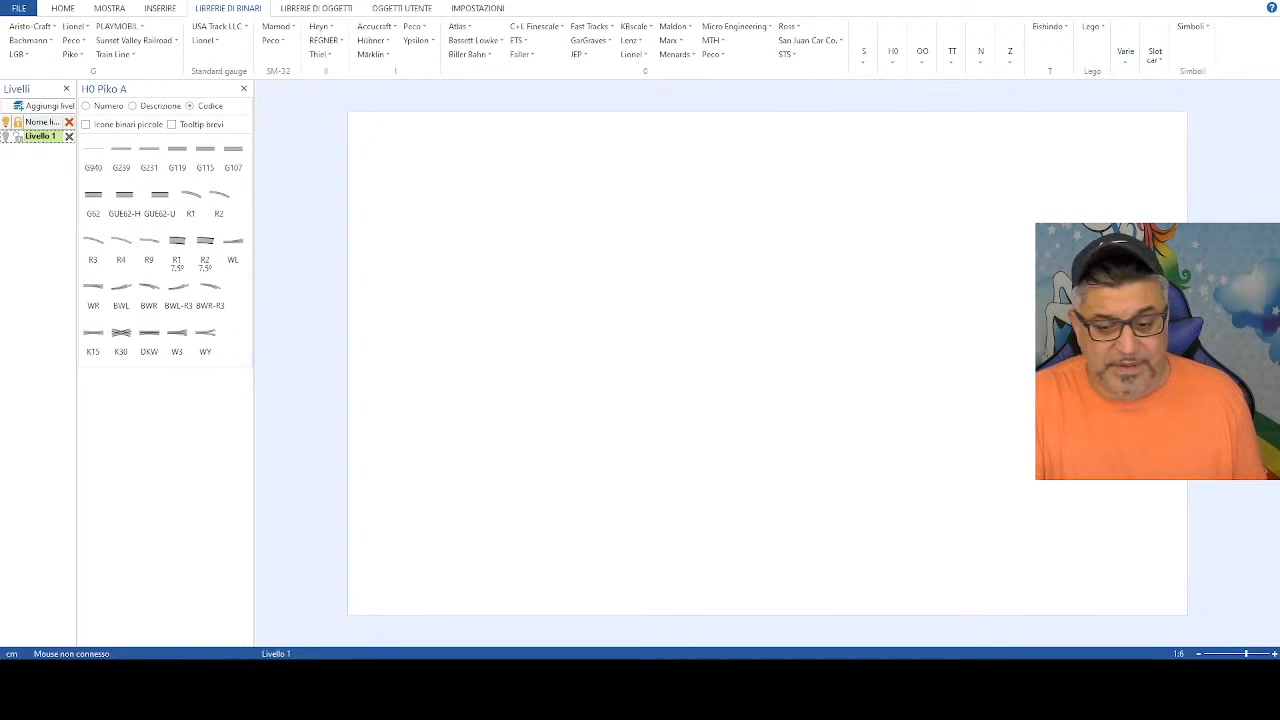 FILE HOME MOSTRA INSERIRE LIBRERIE DI BINARI LIBRERIE DI OGGETTI OGGETTI UTENTE IMPOSTAZIONI
Aristo-Craft Lionel PLAYMOBIL USA Track LLC Mamod Heyn Accucraft Peco Atlas C+L Finescale Fast Tracks KBscale Maldon Micro Engineering Ross Eishindo Lego Simboli
Bachmann Peco Sunset Valley Railroad Lionel Peco REGNER Hübner Ypsilon Bassett Lowke ETS GarGraves Lenz Marx MTH San Juan Car Co. S H0 OO TT N Z Varie Slot car
LGB Piko Train Line Thiel Märklin Biller Bahn Faller JEP Lionel Menards Peco STS
G Standard gauge SM-32 II I 0 T Lego Simboli
Livelli
Aggiungi livel
Nome li...
Livello 1
H0 Piko A
Numero Descrizione Codice
Icone binari piccole Tooltip brevi
G940 G239 G231 G119 G115 G107
G62 GUE62-H GUE62-U R1 R2
R3 R4 R9 R1 7.5° R2 7.5° WL
WR BWL BWR BWL-R3 BWR-R3
K15 K30 DKW W3 WY
cm Mouse non connesso Livello 1 1:6